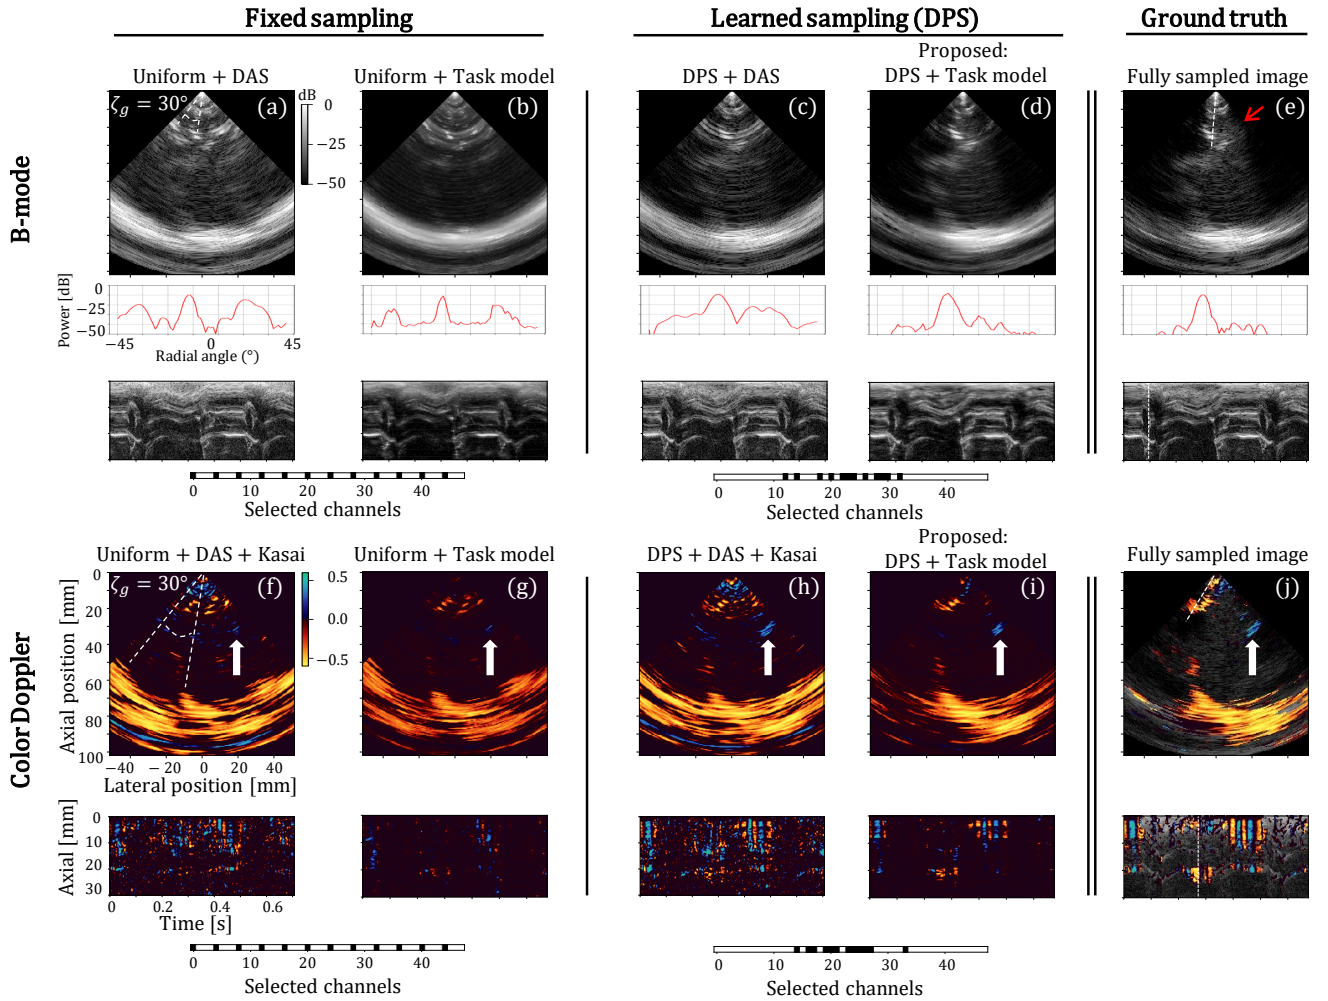 Fixed sampling
Learned sampling (DPS)
Ground truth
Uniform + DAS
Uniform + Task model
DPS + DAS
Proposed:
DPS + Task model
Fully sampled image
B-mode
ζg = 30°
(a)
dB
0
−25
−50
(b)
(c)
(d)
(e)
Power [dB]
0
−25
−50
−45
0
45
Radial angle (°)
0 10 20 30 40
Selected channels
0 10 20 30 40
Selected channels
Color Doppler
Uniform + DAS + Kasai
Uniform + Task model
DPS + DAS + Kasai
Proposed:
DPS + Task model
Fully sampled image
ζg = 30°
(f)
0.5
0.0
−0.5
(g)
(h)
(i)
(j)
Axial position [mm]
0
20
40
60
80
100
−40 −20 0 20 40
Lateral position [mm]
Axial [mm]
0
10
20
30
0 0.2 0.4 0.6
Time [s]
0 10 20 30 40
Selected channels
0 10 20 30 40
Selected channels